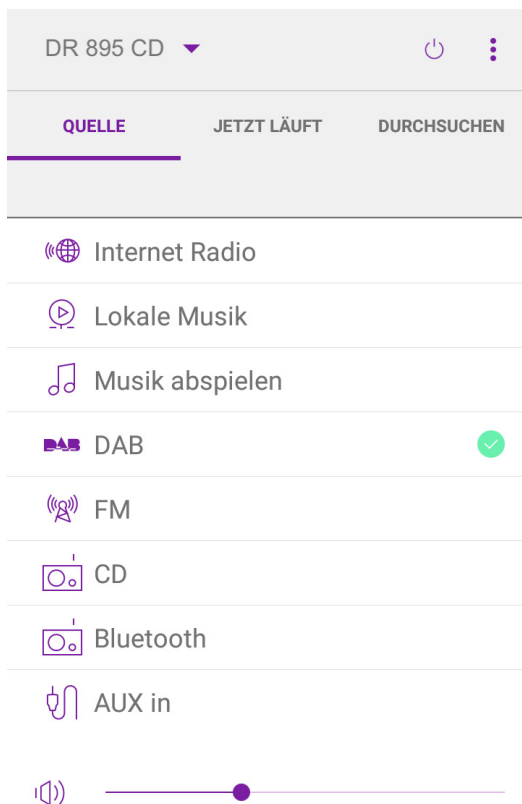 DR 895 CD
QUELLE JETZT LÄUFT DURCHSUCHEN
Internet Radio
Lokale Musik
Musik abspielen
DAB DAB
FM
CD
Bluetooth
AUX in